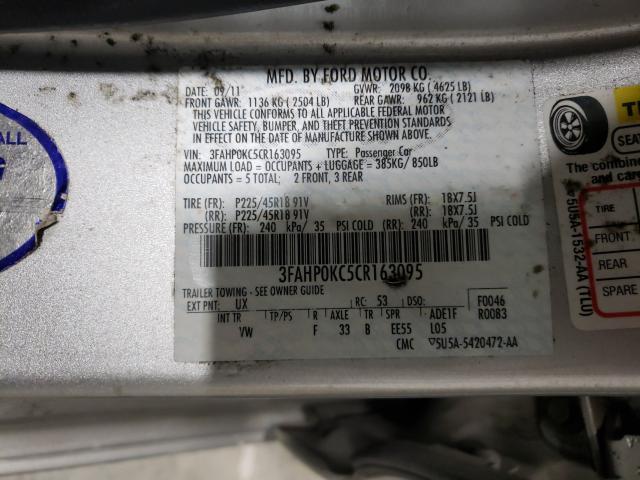 MFD. BY FORD MOTOR CO.
DATE: 09/11 GVWR: 2098 KG ( 4625 LB)
FRONT GAWR: 1136 KG ( 2504 LB) REAR GAWR: 962 KG ( 2121 LB)
THIS VEHICLE CONFORMS TO ALL APPLICABLE FEDERAL MOTOR
VEHICLE SAFETY, BUMPER, AND THEFT PREVENTION STANDARDS
IN EFFECT ON THE DATE OF MANUFACTURE SHOWN ABOVE.
VIN: 3FAHP0KC5CR163095 TYPE: Passenger Car
MAXIMUM LOAD = OCCUPANTS + LUGGAGE = 385KG/ 850LB
OCCUPANTS = 5 TOTAL; 2 FRONT, 3 REAR
TIRE (FR): P225/45R18 91V RIMS (FR): 18X7.5J
(RR): P225/45R18 91V (RR): 18X7.5J
PRESSURE (FR): 240 kPa/ 35 PSI COLD (RR): 240 kPa/ 35 PSI COLD
3FAHP0KC5CR163095
TRAILER TOWING - SEE OWNER GUIDE
EXT PNT: UX RC: 53 DSO: F0046
INT TR TP/PS R AXLE TR SPR ADE1F R0083
VW F 33 B EE55 L05
CMC ▽5U5A-5420472-AA
ALL
G
SEA
The combine
and carg
TIRE
FRONT
REAR
SPARE
5U5A-1532-AA (TLU)